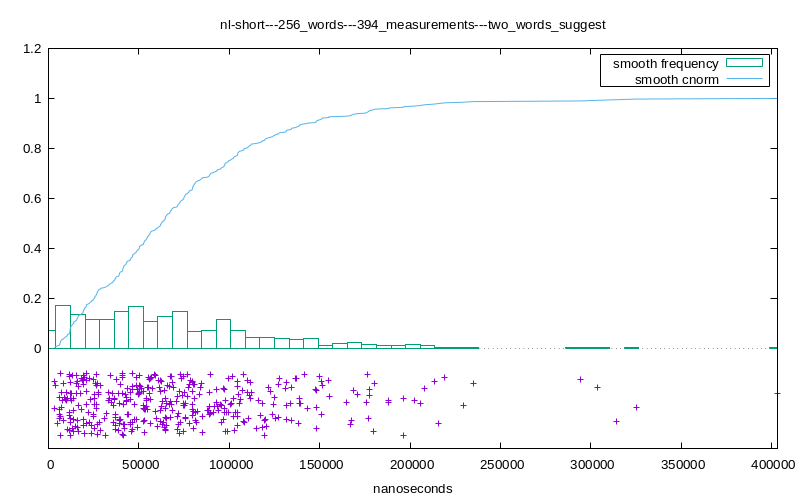 nl-short---256_words---394_measurements---two_words_suggest
1.2
smooth frequency
smooth cnorm
1
0.8
0.6
0.4
0.2
0
0 50000 100000 150000 200000 250000 300000 350000 400000
nanoseconds